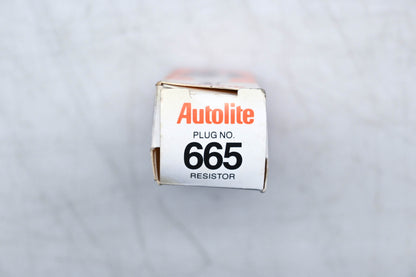 Autolite
PLUG NO.
665
RESISTOR